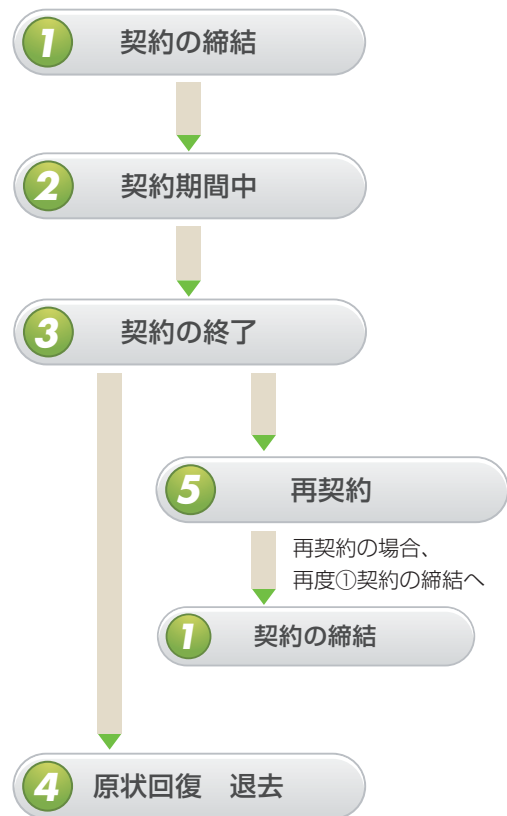 1 契約の締結
2 契約期間中
3 契約の終了
5 再契約
再契約の場合、
再度①契約の締結へ
1 契約の締結
4 原状回復　退去